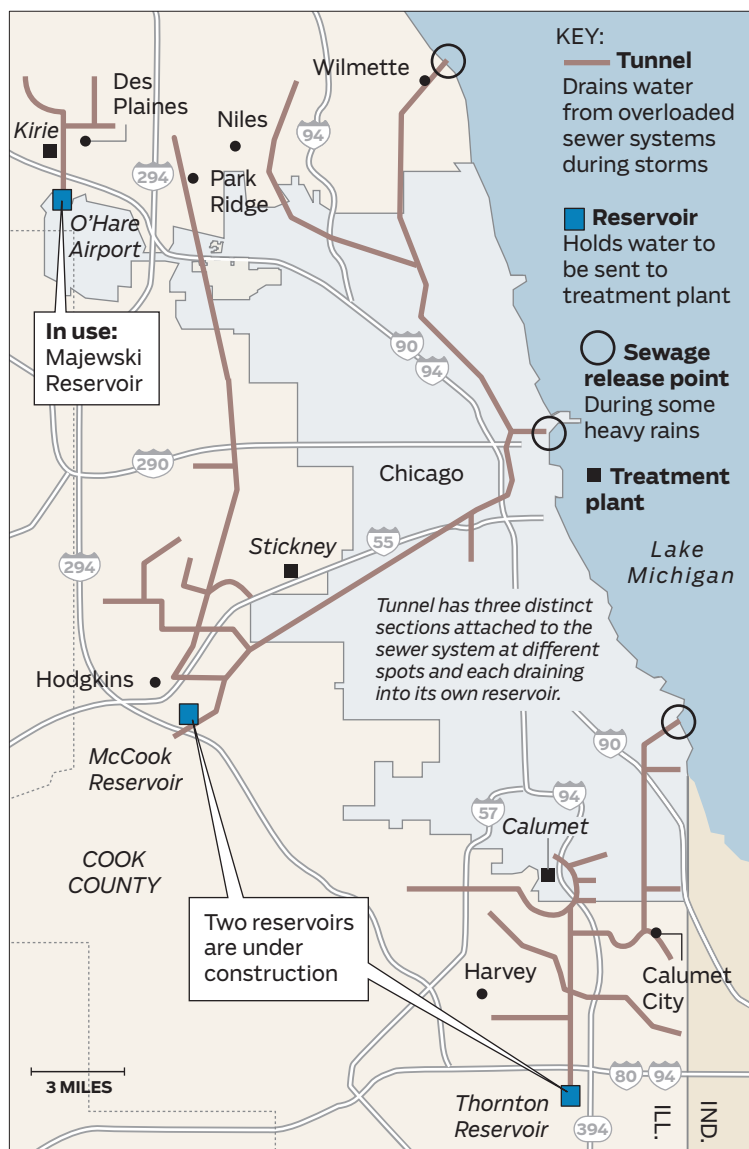 KEY:
Tunnel
Drains water
from overloaded
sewer systems
during storms
Reservoir
Holds water to
be sent to
treatment plant
Sewage
release point
During some
heavy rains
Treatment
plant
Wilmette
Des
Plaines
Kirie
Niles
94
294
Park
Ridge
O'Hare
Airport
In use:
Majewski
Reservoir
90
94
290
Chicago
Stickney
55
294
Lake
Michigan
Tunnel has three distinct
sections attached to the
sewer system at different
spots and each draining
into its own reservoir.
Hodgkins
McCook
Reservoir
90
94
57
Calumet
COOK
COUNTY
Two reservoirs
are under
construction
Harvey
Calumet
City
3 MILES
80
94
Thornton
Reservoir
394
ILL.
IND.